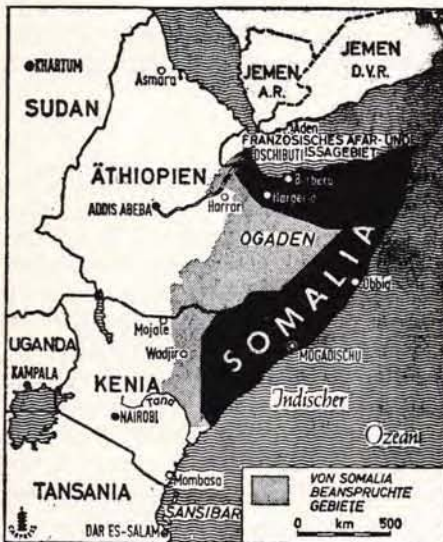 JEMEN
D.V.R.
JEMEN
A.R.
KHARTUM
Asmara
SUDAN
Aden
FRANZÖSISCHES AFAR-UND
DSCHIBUTI ISSAGEBIET
ÄTHIOPIEN
Berbera
ADDIS ABEBA
Harrar
Hargeisa
OGADEN
SOMALIA
Obbia
Mojale
UGANDA
KAMPALA
Wadjir
MOGADISCHU
KENIA
Tana
NAIROBI
Indischer
Ozean
Mombasa
TANSANIA
SANSIBAR
DAR ES-SALAM
VON SOMALIA
BEANSPRUCHTE
GEBIETE
0 km 500